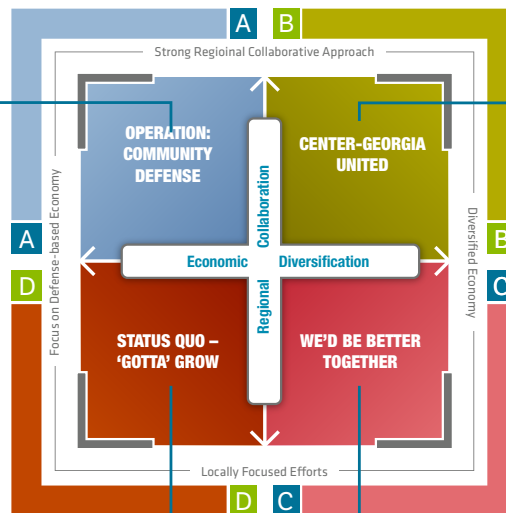 A B
Strong Regioinal Collaborative Approach
OPERATION:
COMMUNITY
DEFENSE
CENTER-GEORGIA
UNITED
Focus on Defense-based Economy
Regional Collaboration
Economic Diversification
Diversified Economy
A
B
D
C
STATUS QUO –
‘GOTTA’ GROW
WE’D BE BETTER
TOGETHER
Locally Focused Efforts
D C